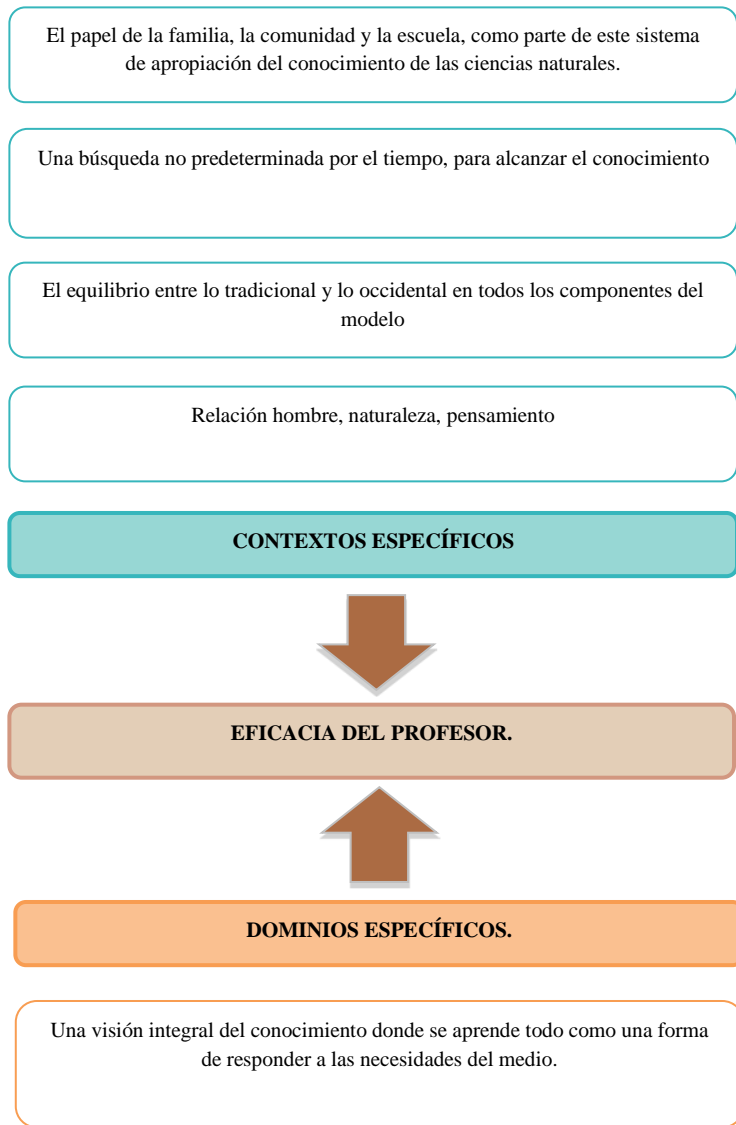 El papel de la familia, la comunidad y la escuela, como parte de este sistema
de apropiación del conocimiento de las ciencias naturales.
Una búsqueda no predeterminada por el tiempo, para alcanzar el conocimiento
El equilibrio entre lo tradicional y lo occidental en todos los componentes del
modelo
Relación hombre, naturaleza, pensamiento
CONTEXTOS ESPECÍFICOS
EFICACIA DEL PROFESOR.
DOMINIOS ESPECÍFICOS.
Una visión integral del conocimiento donde se aprende todo como una forma
de responder a las necesidades del medio.